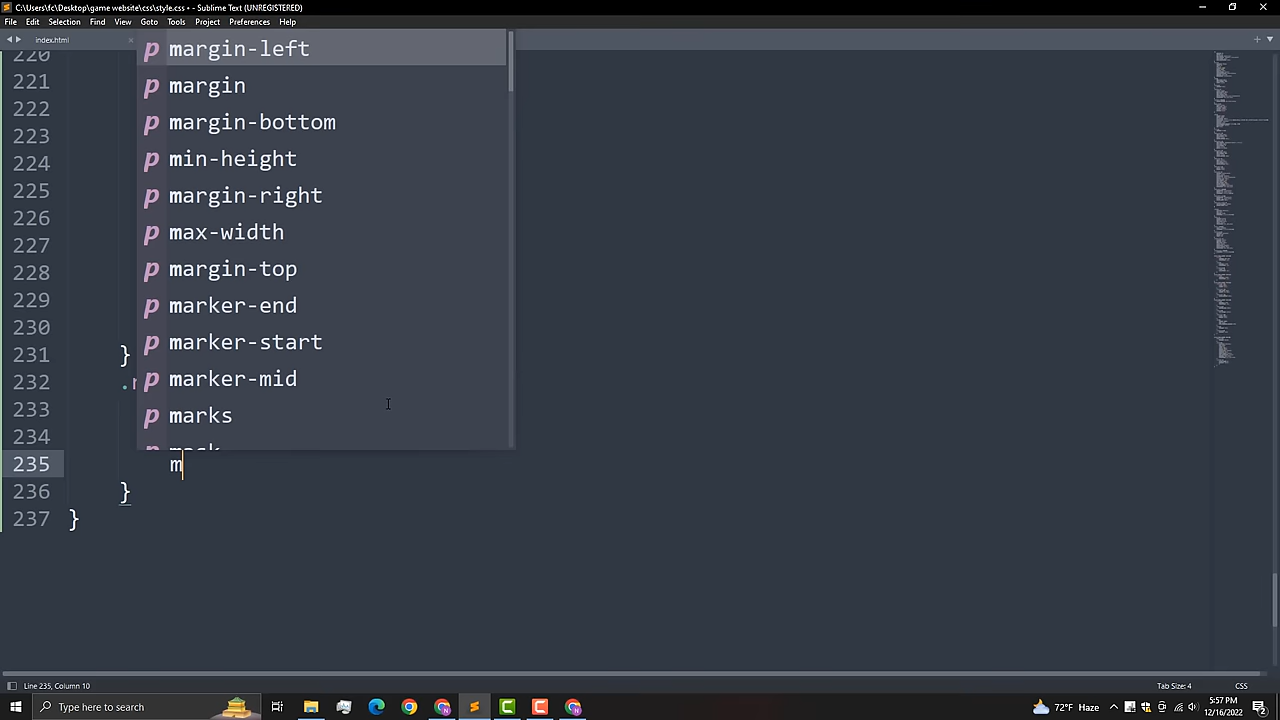 C:\Users\fc\Desktop\game website\css\style.css • - Sublime Text (UNREGISTERED)
File Edit Selection Find View Goto Tools Project Preferences Help
index.html
220
221
222
223
224
225
226
227
228
229
230
231 }
232 .
233
234
235 m
236 }
237 }
p margin-left
p margin
p margin-bottom
p min-height
p margin-right
p max-width
p margin-top
p marker-end
p marker-start
p marker-mid
p marks
p mask
Line 235, Column 10
Tab Size: 4
CSS
Type here to search
72°F Haze
5:57 PM
12/16/2022